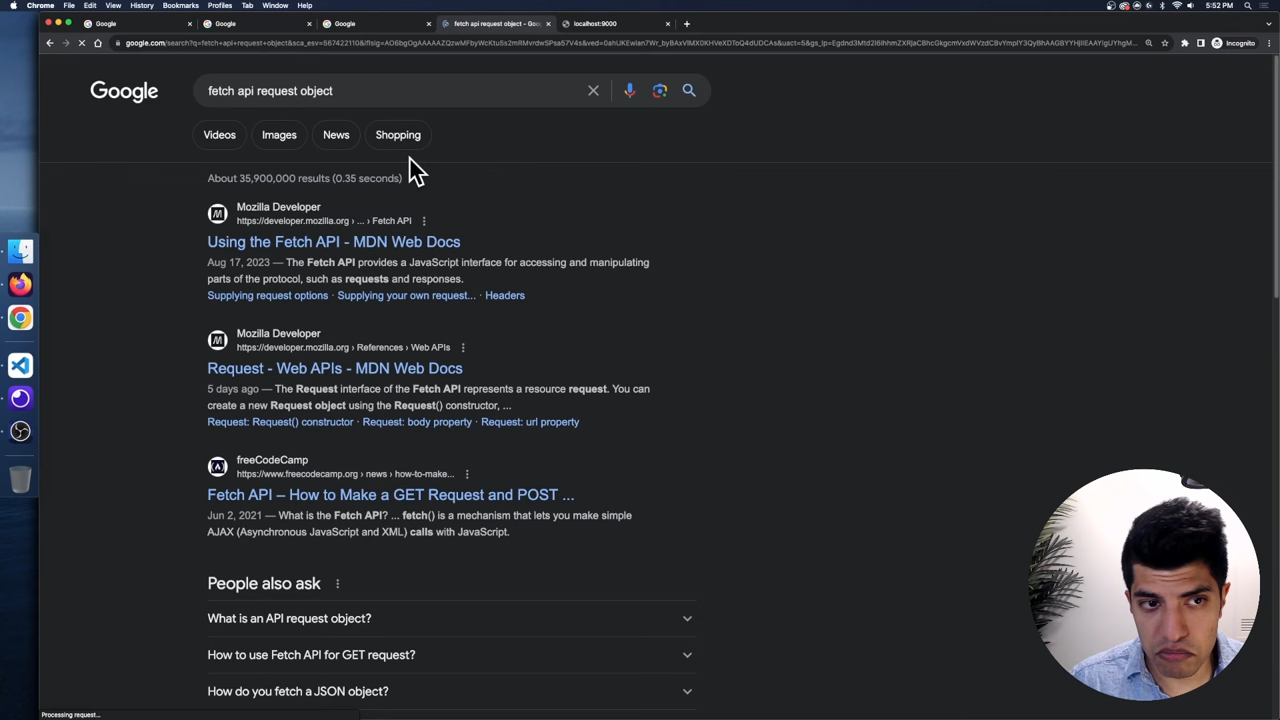 Chrome File Edit View History Bookmarks Profiles Tab Window Help 5:52 PM
Google Google Google fetch api request object - Goo localhost:9000
Incognito
Google fetch api request object
Videos Images News Shopping
About 35,900,000 results (0.35 seconds)
Mozilla Developer
https://developer.mozilla.org › ... › Fetch API
Using the Fetch API - MDN Web Docs
Aug 17, 2023 — The Fetch API provides a JavaScript interface for accessing and manipulating
parts of the protocol, such as requests and responses.
Supplying request options · Supplying your own request... · Headers
Mozilla Developer
https://developer.mozilla.org › References › Web APIs
Request - Web APIs - MDN Web Docs
5 days ago — The Request interface of the Fetch API represents a resource request. You can
create a new Request object using the Request() constructor, ...
Request: Request() constructor · Request: body property · Request: url property
freeCodeCamp
https://www.freecodecamp.org › news › how-to-make...
Fetch API – How to Make a GET Request and POST ...
Jun 2, 2021 — What is the Fetch API? ... fetch() is a mechanism that lets you make simple
AJAX (Asynchronous JavaScript and XML) calls with JavaScript.
People also ask
What is an API request object?
How to use Fetch API for GET request?
How do you fetch a JSON object?
Processing request...